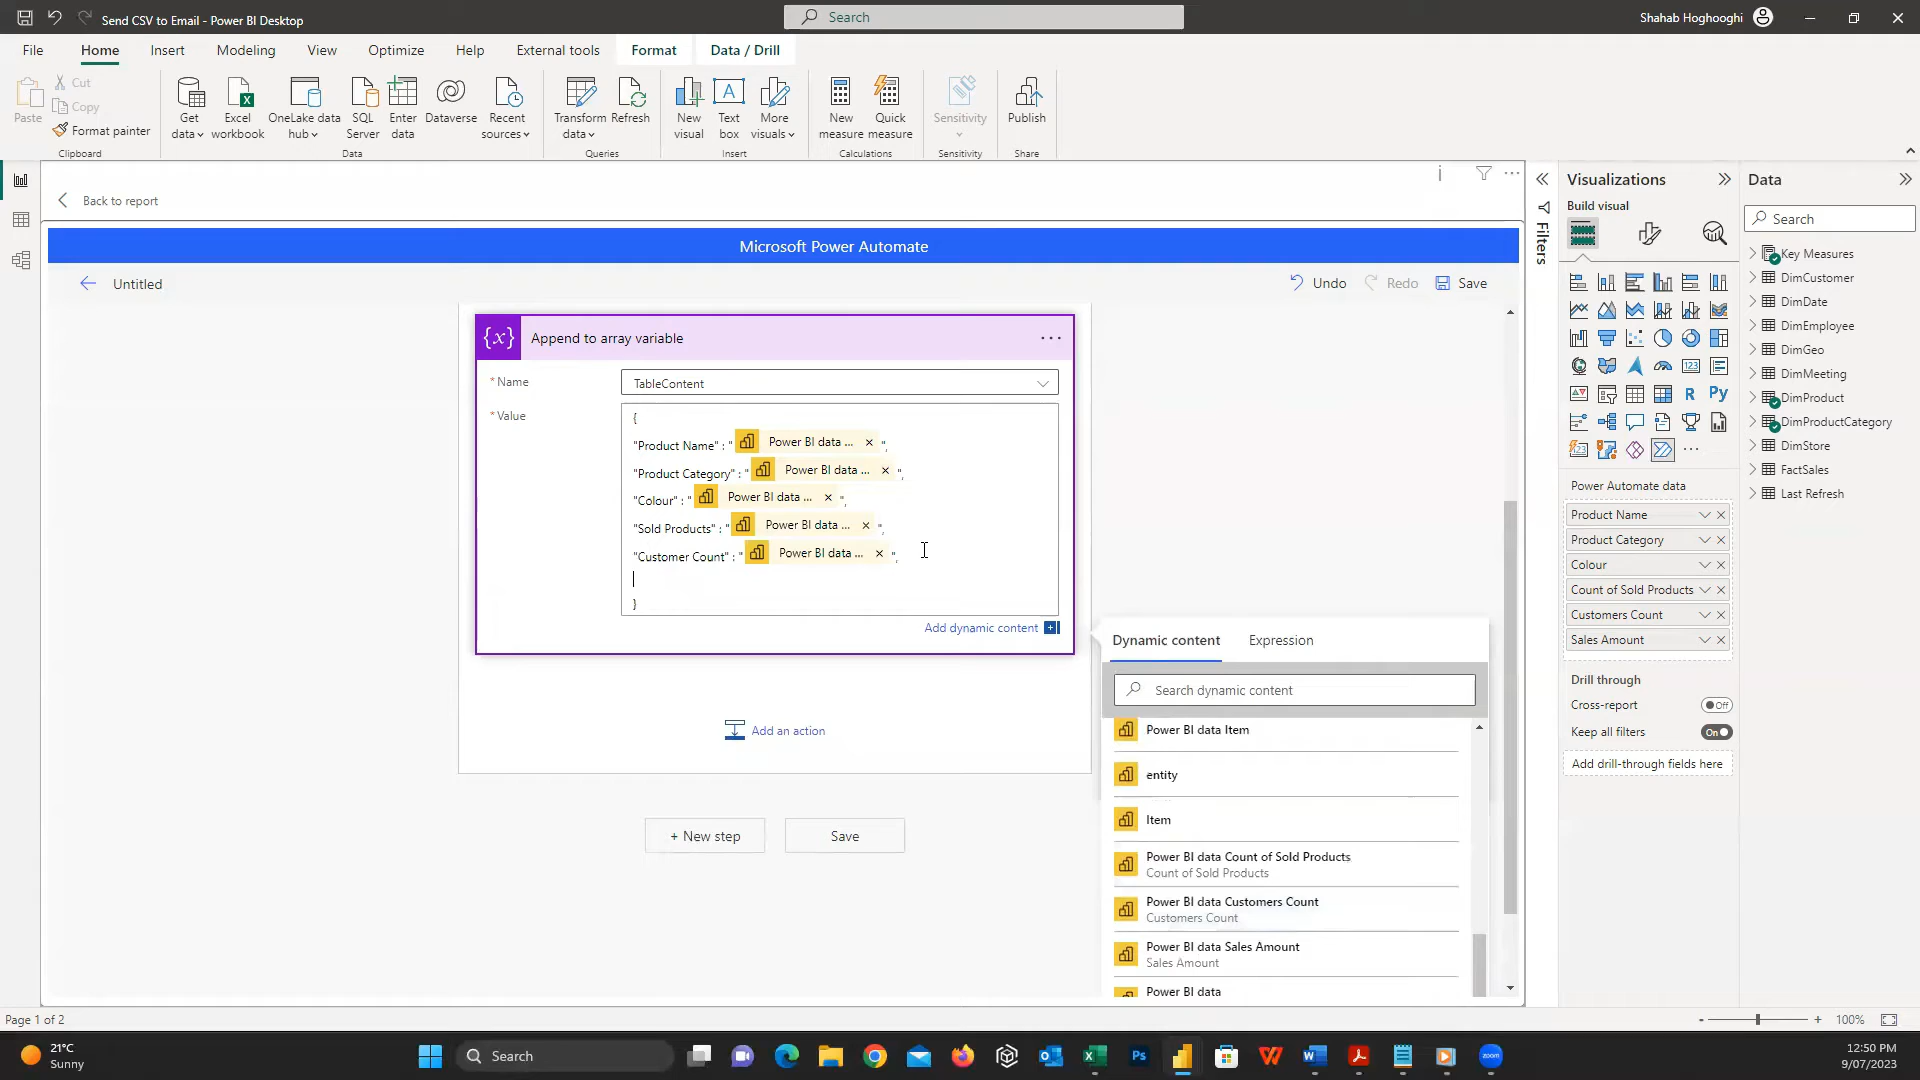 Send CSV to Email - Power BI Desktop
Search
Shahab Hoghooghi
File
Home
Insert
Modeling
View
Optimize
Help
External tools
Format
Data / Drill
Paste
Cut
Copy
Format painter
Clipboard
Get data
Excel workbook
OneLake data hub
SQL Server
Enter data
Dataverse
Recent sources
Data
Transform data
Refresh
Queries
New visual
Text box
More visuals
Insert
New measure
Quick measure
Calculations
Sensitivity
Sensitivity
Publish
Share
Back to report
Microsoft Power Automate
Untitled
Undo
Redo
Save
{x} Append to array variable
* Name
TableContent
* Value
{
"Product Name" : " Power BI data ... × ",
"Product Category" : " Power BI data ... × ",
"Colour" : " Power BI data ... × ",
"Sold Products" : " Power BI data ... × ",
"Customer Count" : " Power BI data ... × ",
}
Add dynamic content
Add an action
+ New step
Save
Dynamic content
Expression
Search dynamic content
Power BI data Item
entity
Item
Power BI data Count of Sold Products
Count of Sold Products
Power BI data Customers Count
Customers Count
Power BI data Sales Amount
Sales Amount
Power BI data
Filters
Visualizations
Build visual
R
Py
Power Automate data
Product Name
Product Category
Colour
Count of Sold Products
Customers Count
Sales Amount
Drill through
Cross-report
Off
Keep all filters
On
Add drill-through fields here
Data
Search
Key Measures
DimCustomer
DimDate
DimEmployee
DimGeo
DimMeeting
DimProduct
DimProductCategory
DimStore
FactSales
Last Refresh
Page 1 of 2
- + 100%
21°C
Sunny
Search
Ps
zoom
12:50 PM
9/07/2023